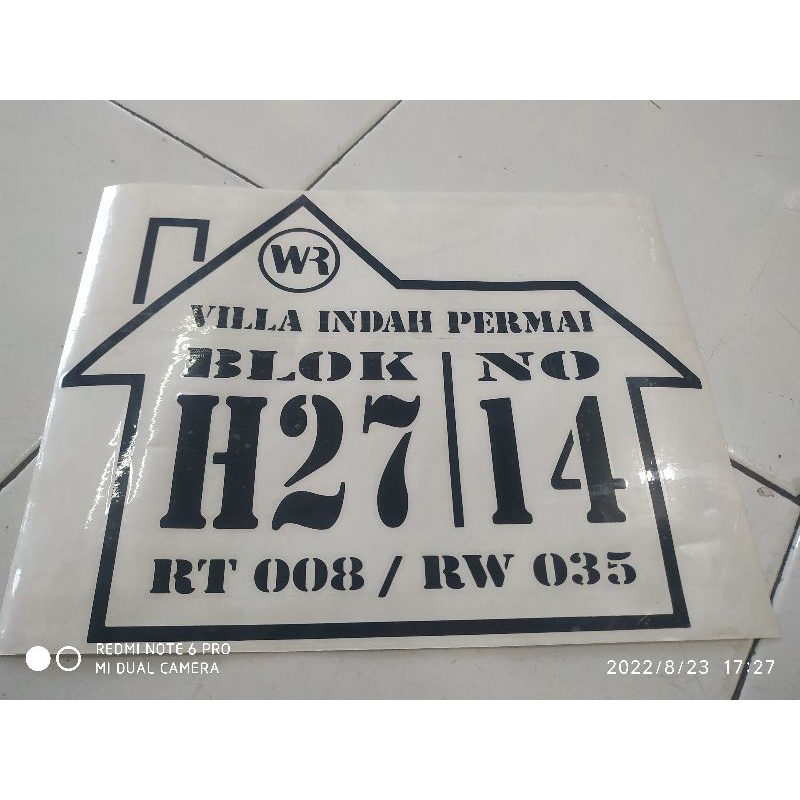 WR
VILLA INDAH PERMAI
BLOK NO
H27 14
RT 008 / RW 035
REDMI NOTE 6 PRO
MI DUAL CAMERA
2022/8/23 17:27